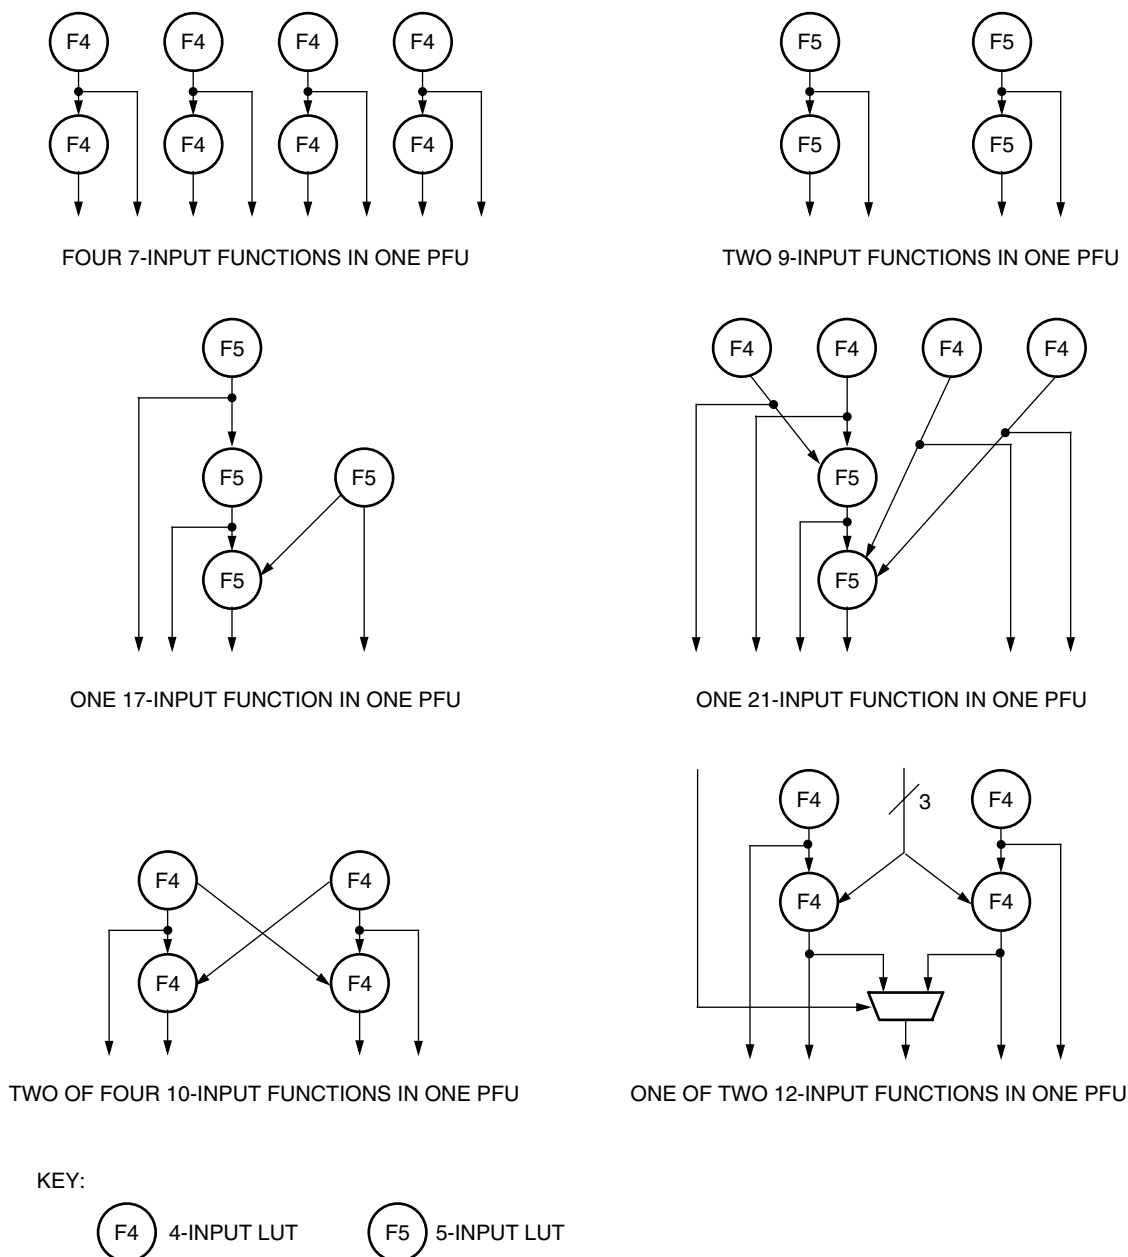 F4 F4 F4 F4
F4 F4 F4 F4
FOUR 7-INPUT FUNCTIONS IN ONE PFU
F5 F5
F5 F5
TWO 9-INPUT FUNCTIONS IN ONE PFU
F5
F5 F5
F5
ONE 17-INPUT FUNCTION IN ONE PFU
F4 F4 F4 F4
F5
F5
ONE 21-INPUT FUNCTION IN ONE PFU
F4 F4
F4 F4
TWO OF FOUR 10-INPUT FUNCTIONS IN ONE PFU
F4 3 F4
F4 F4
ONE OF TWO 12-INPUT FUNCTIONS IN ONE PFU
KEY:
F4 4-INPUT LUT F5 5-INPUT LUT